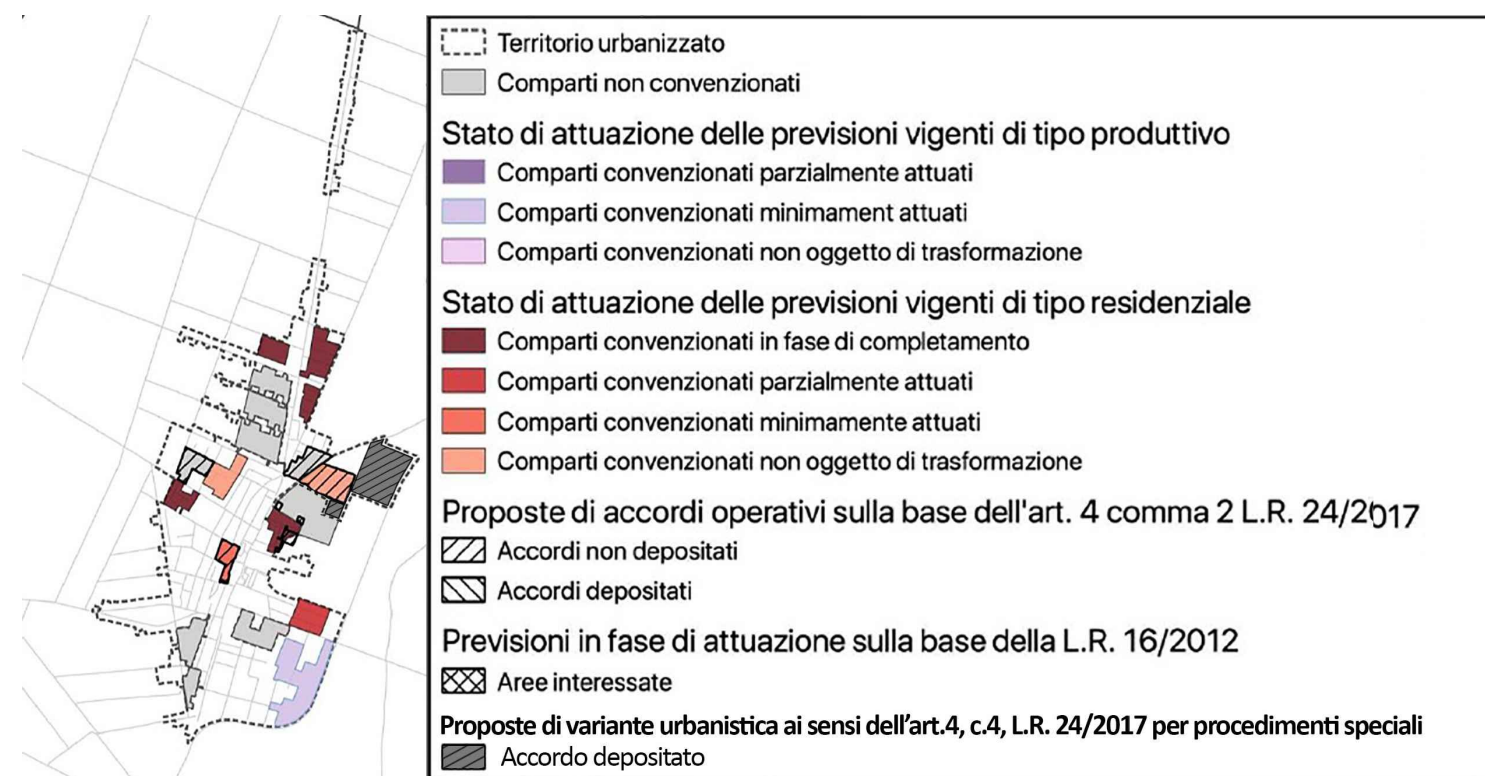 Territorio urbanizzato
Comparti non convenzionati
Stato di attuazione delle previsioni vigenti di tipo produttivo
Comparti convenzionati parzialmente attuati
Comparti convenzionati minimament attuati
Comparti convenzionati non oggetto di trasformazione
Stato di attuazione delle previsioni vigenti di tipo residenziale
Comparti convenzionati in fase di completamento
Comparti convenzionati parzialmente attuati
Comparti convenzionati minimamente attuati
Comparti convenzionati non oggetto di trasformazione
Proposte di accordi operativi sulla base dell'art. 4 comma 2 L.R. 24/2017
Accordi non depositati
Accordi depositati
Previsioni in fase di attuazione sulla base della L.R. 16/2012
Aree interessate
Proposte di variante urbanistica ai sensi dell'art.4, c.4, L.R. 24/2017 per procedimenti speciali
Accordo depositato